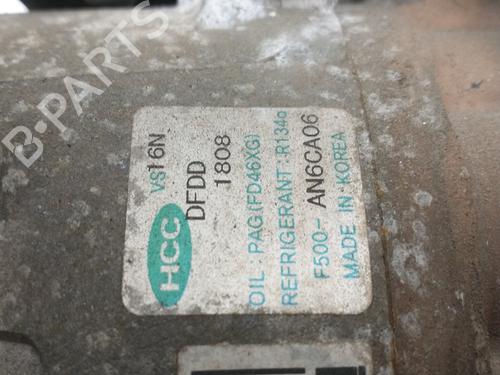 HCC
VS16N
DFDD
1808
OIL PAG(FD46XG)
REFRIGERANT : R134a
F500-AN6CA06
MADE IN KOREA
B-PARTS